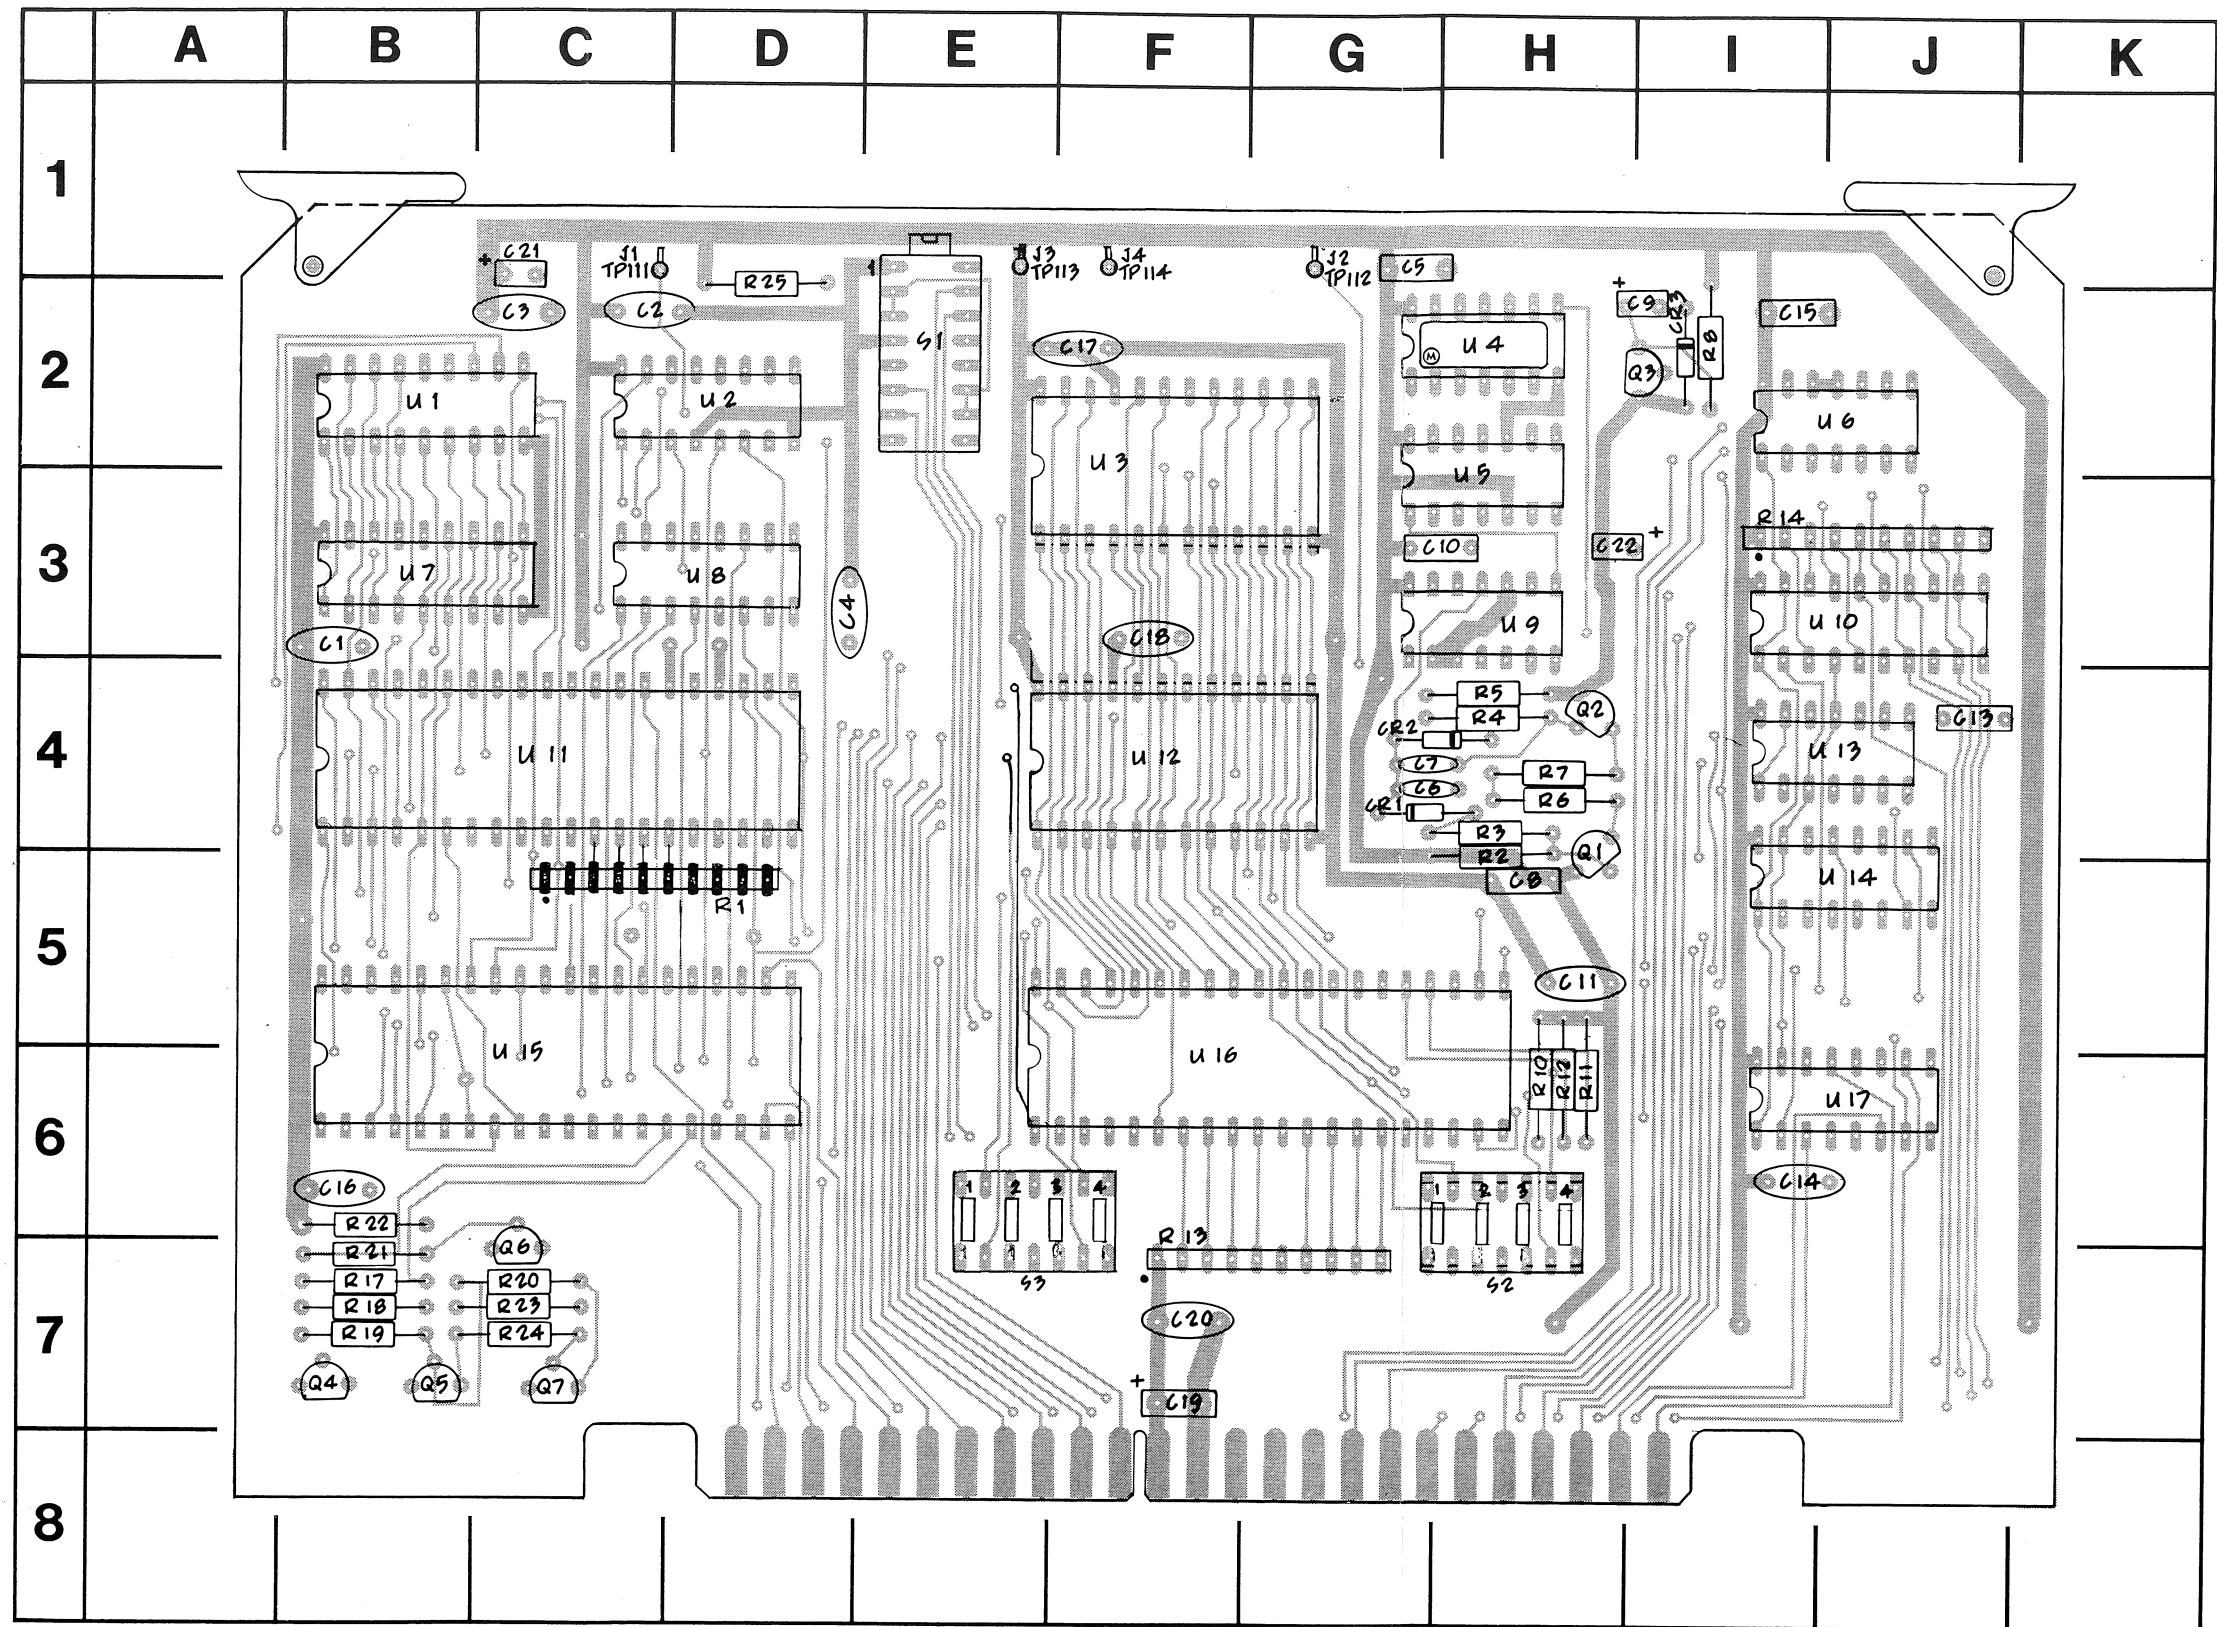 A B C D E F G H I J K
1
C21
+
J1
TP111
R25
1
J3
TP113
J4
TP114
J2
TP112
C5
C3
C2
S1
C17
M
U4
+
C9
CR3
R8
Q3
C15
2
U1
U2
U3
U5
U6
R14
3
U7
U8
C4
C10
C22
+
C1
C18
U9
U10
R5
R4
Q2
C13
4
U11
U12
CR2
C7
C6
CR1
R7
R6
U13
R3
R2
Q1
C8
U14
R1
5
C11
U15
U16
R10
R12
R11
U17
6
C16
1 2 3 4
1 2 3 4
C14
R22
R21
Q6
R13
R17
R20
S3
S2
R18
R23
C20
7
R19
R24
Q4
Q5
Q7
+
C19
8